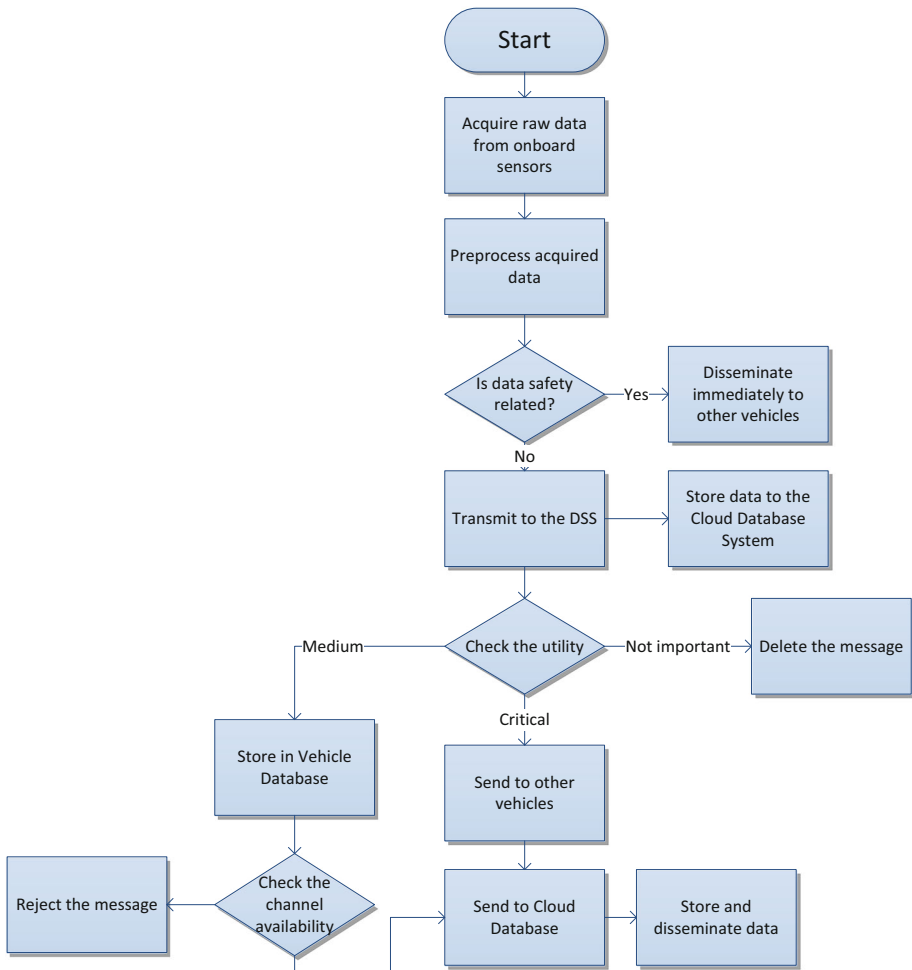 Start
Acquire raw data
from onboard
sensors
Preprocess acquired
data
Is data safety
related?
Yes
Disseminate
immediately to
other vehicles
No
Transmit to the DSS
Store data to the
Cloud Database
System
Check the utility
Medium
Not important
Delete the message
Critical
Store in Vehicle
Database
Send to other
vehicles
Check the
channel
availability
Reject the message
Send to Cloud
Database
Store and
disseminate data